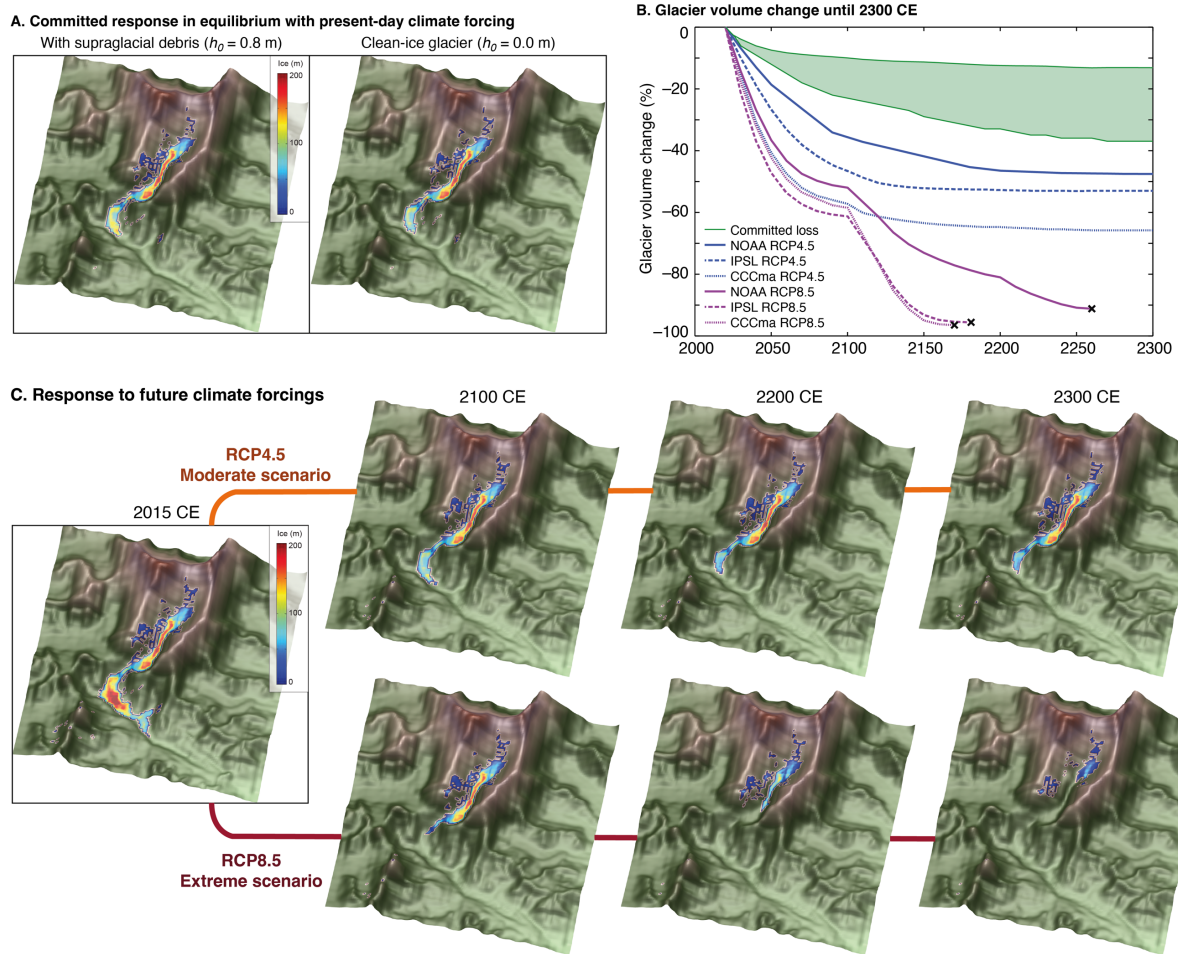 A. Committed response in equilibrium with present-day climate forcing
With supraglacial debris (h0 = 0.8 m)
Clean-ice glacier (h0 = 0.0 m)
Ice (m)
200
100
0
B. Glacier volume change until 2300 CE
Glacier volume change (%)
0
−20
−40
−60
−80
−100
Committed loss
NOAA RCP4.5
IPSL RCP4.5
CCCma RCP4.5
NOAA RCP8.5
IPSL RCP8.5
CCCma RCP8.5
2000 2050 2100 2150 2200 2250 2300
C. Response to future climate forcings
2100 CE
2200 CE
2300 CE
RCP4.5
Moderate scenario
2015 CE
Ice (m)
200
100
0
RCP8.5
Extreme scenario